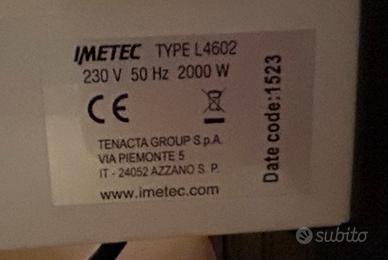 IMETEC TYPE L4602
230 V 50 Hz 2000 W
CE
TENACTA GROUP S.p.A.
VIA PIEMONTE 5
IT - 24052 AZZANO S. P.
www.imetec.com
Date code:1523
subito